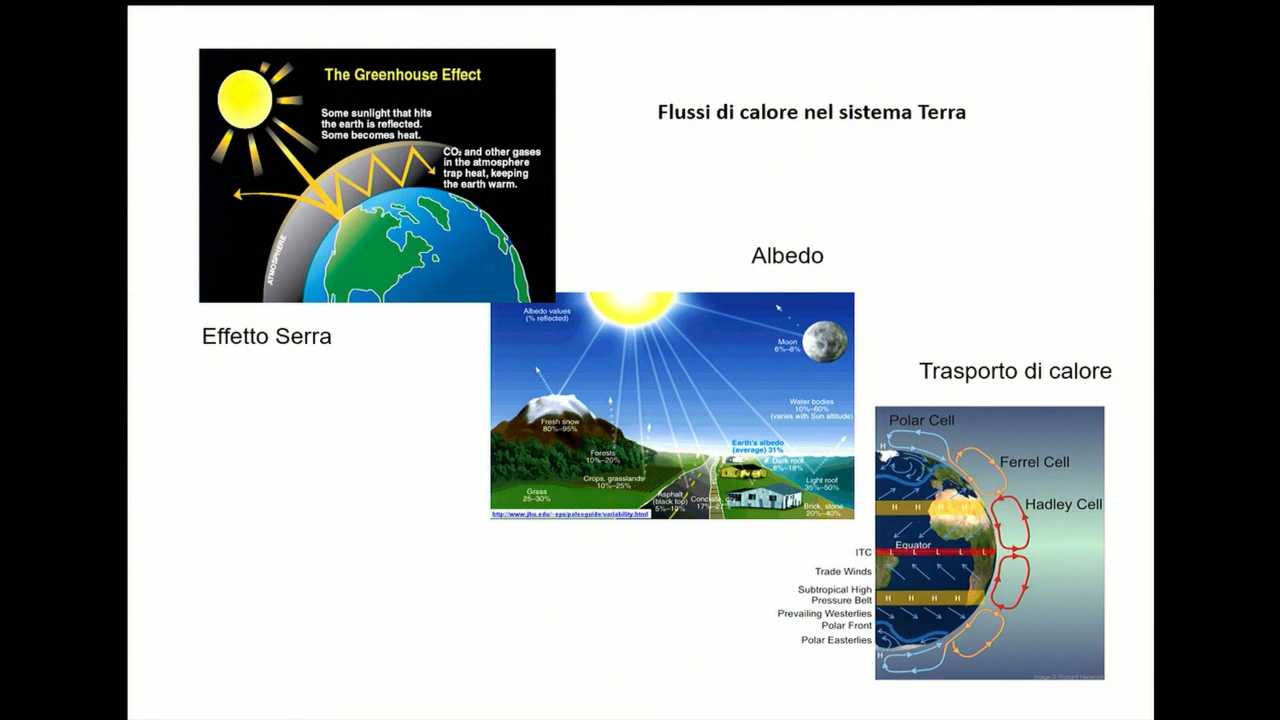 The Greenhouse Effect
Some sunlight that hits
the earth is reflected.
Some becomes heat.
CO₂ and other gases
in the atmosphere
trap heat, keeping
the earth warm.
ATMOSPHERE
Effetto Serra
Flussi di calore nel sistema Terra
Albedo
Albedo values
(% reflected)
Moon
6%–8%
Fresh snow
80%–95%
Water bodies
10%–60%
(varies with Sun altitude)
Forests
10%–20%
Earth's albedo
(average) 31%
Dark roof
8%–18%
Crops, grasslands
10%–25%
Light roof
35%–50%
Grass
25–30%
Asphalt
(black top)
5%–10%
Concrete,
Brick, stone
20%–40%
Trasporto di calore
Polar Cell
H
Ferrel Cell
Hadley Cell
H H H H
Equator
ITC
L L L L L
Trade Winds
Subtropical High
Pressure Belt
H H H H
Prevailing Westerlies
Polar Front
Polar Easterlies
H